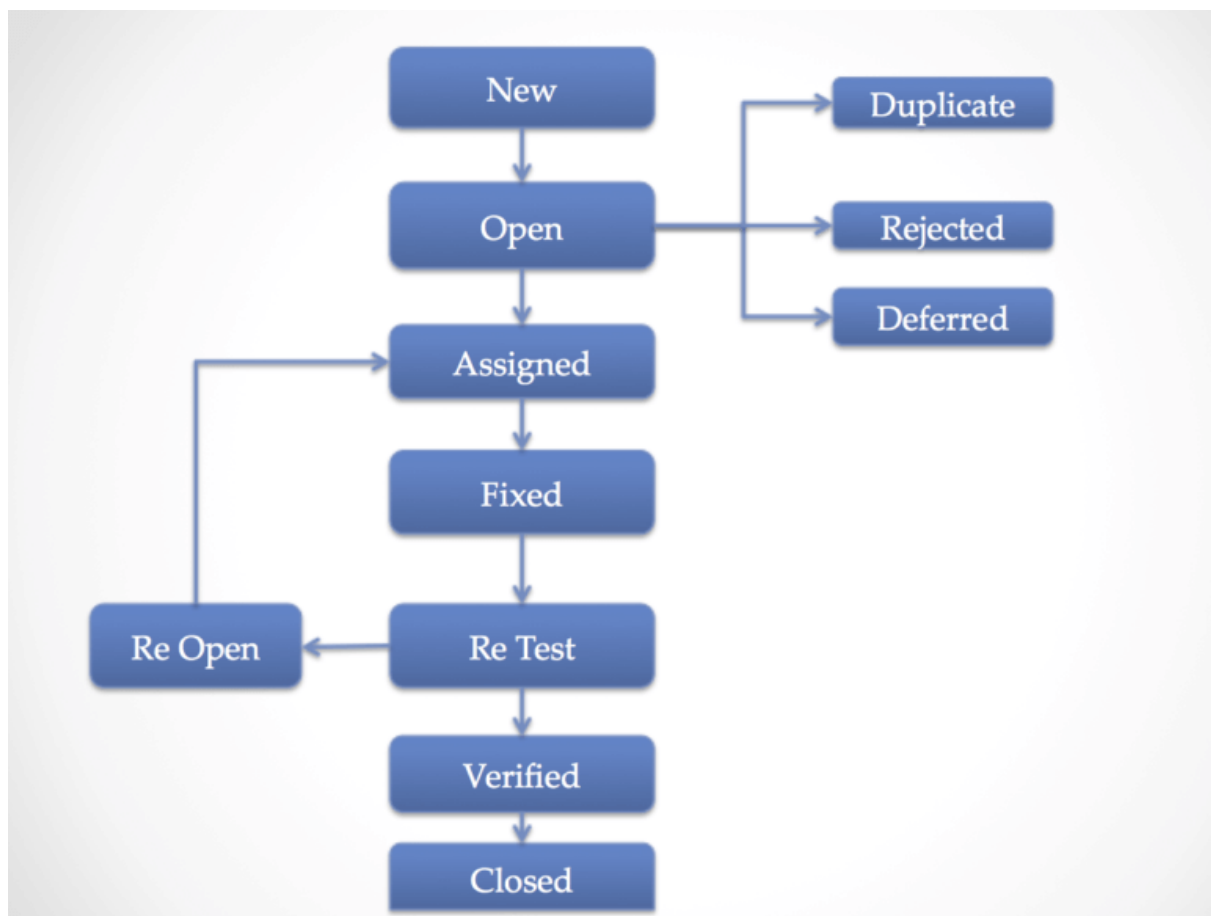 New
Duplicate
Open
Rejected
Deferred
Assigned
Fixed
Re Open
Re Test
Verified
Closed